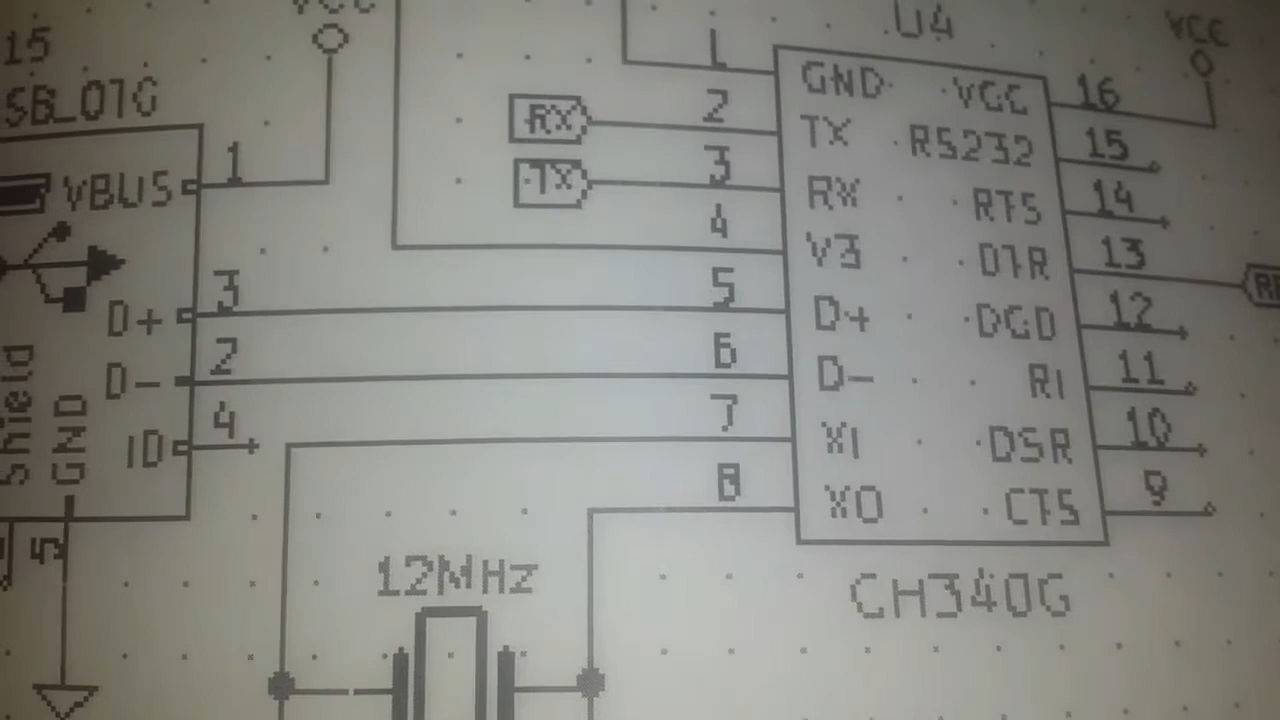 VCC
U4
VCC
15
SB_OTG
1
GND VCC
16
RX
2
TX RS232
15
TX
3
RX RTS
14
VBUS
1
4
V3 DTR
13
D+
3
5
D+ DCD
12
D-
2
6
D- RI
11
ID
4
7
XI DSR
10
8
XO CTS
9
Shield
GND
5
12MHz
CH340G